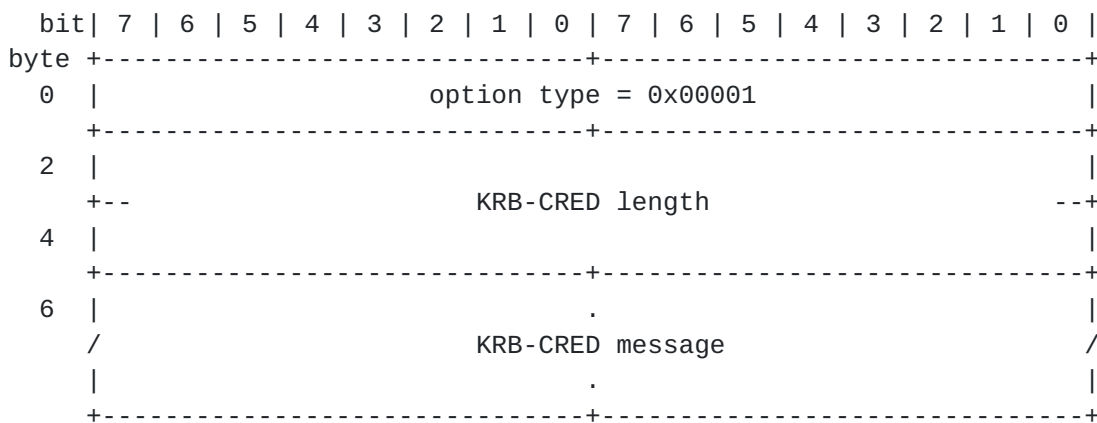 bit| 7 | 6 | 5 | 4 | 3 | 2 | 1 | 0 | 7 | 6 | 5 | 4 | 3 | 2 | 1 | 0 |
byte +-------------------------------+-------------------------------+
0 | option type = 0x00001 |
+-------------------------------+-------------------------------+
2 | |
+-- KRB-CRED length --+
4 | |
+-------------------------------+-------------------------------+
6 | . |
/ KRB-CRED message /
| . |
+-------------------------------+-------------------------------+